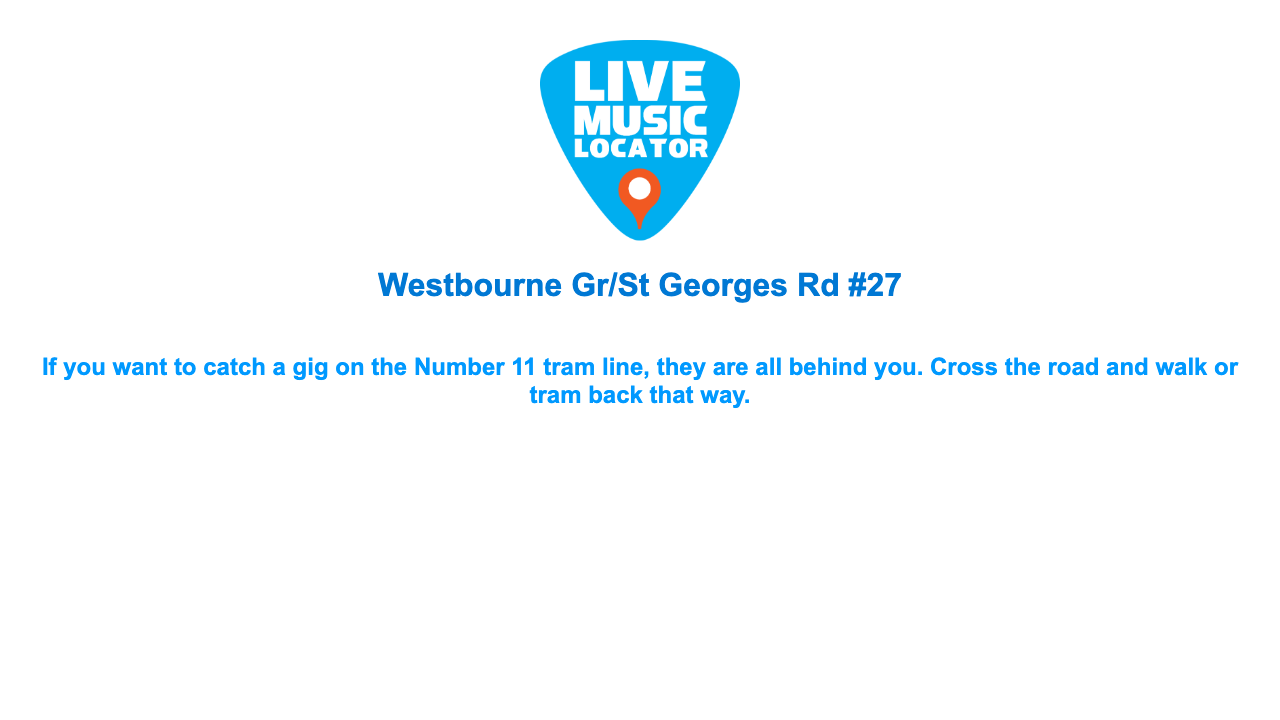 LIVE
MUSIC
LOCATOR
Westbourne Gr/St Georges Rd #27
If you want to catch a gig on the Number 11 tram line, they are all behind you. Cross the road and walk or
tram back that way.